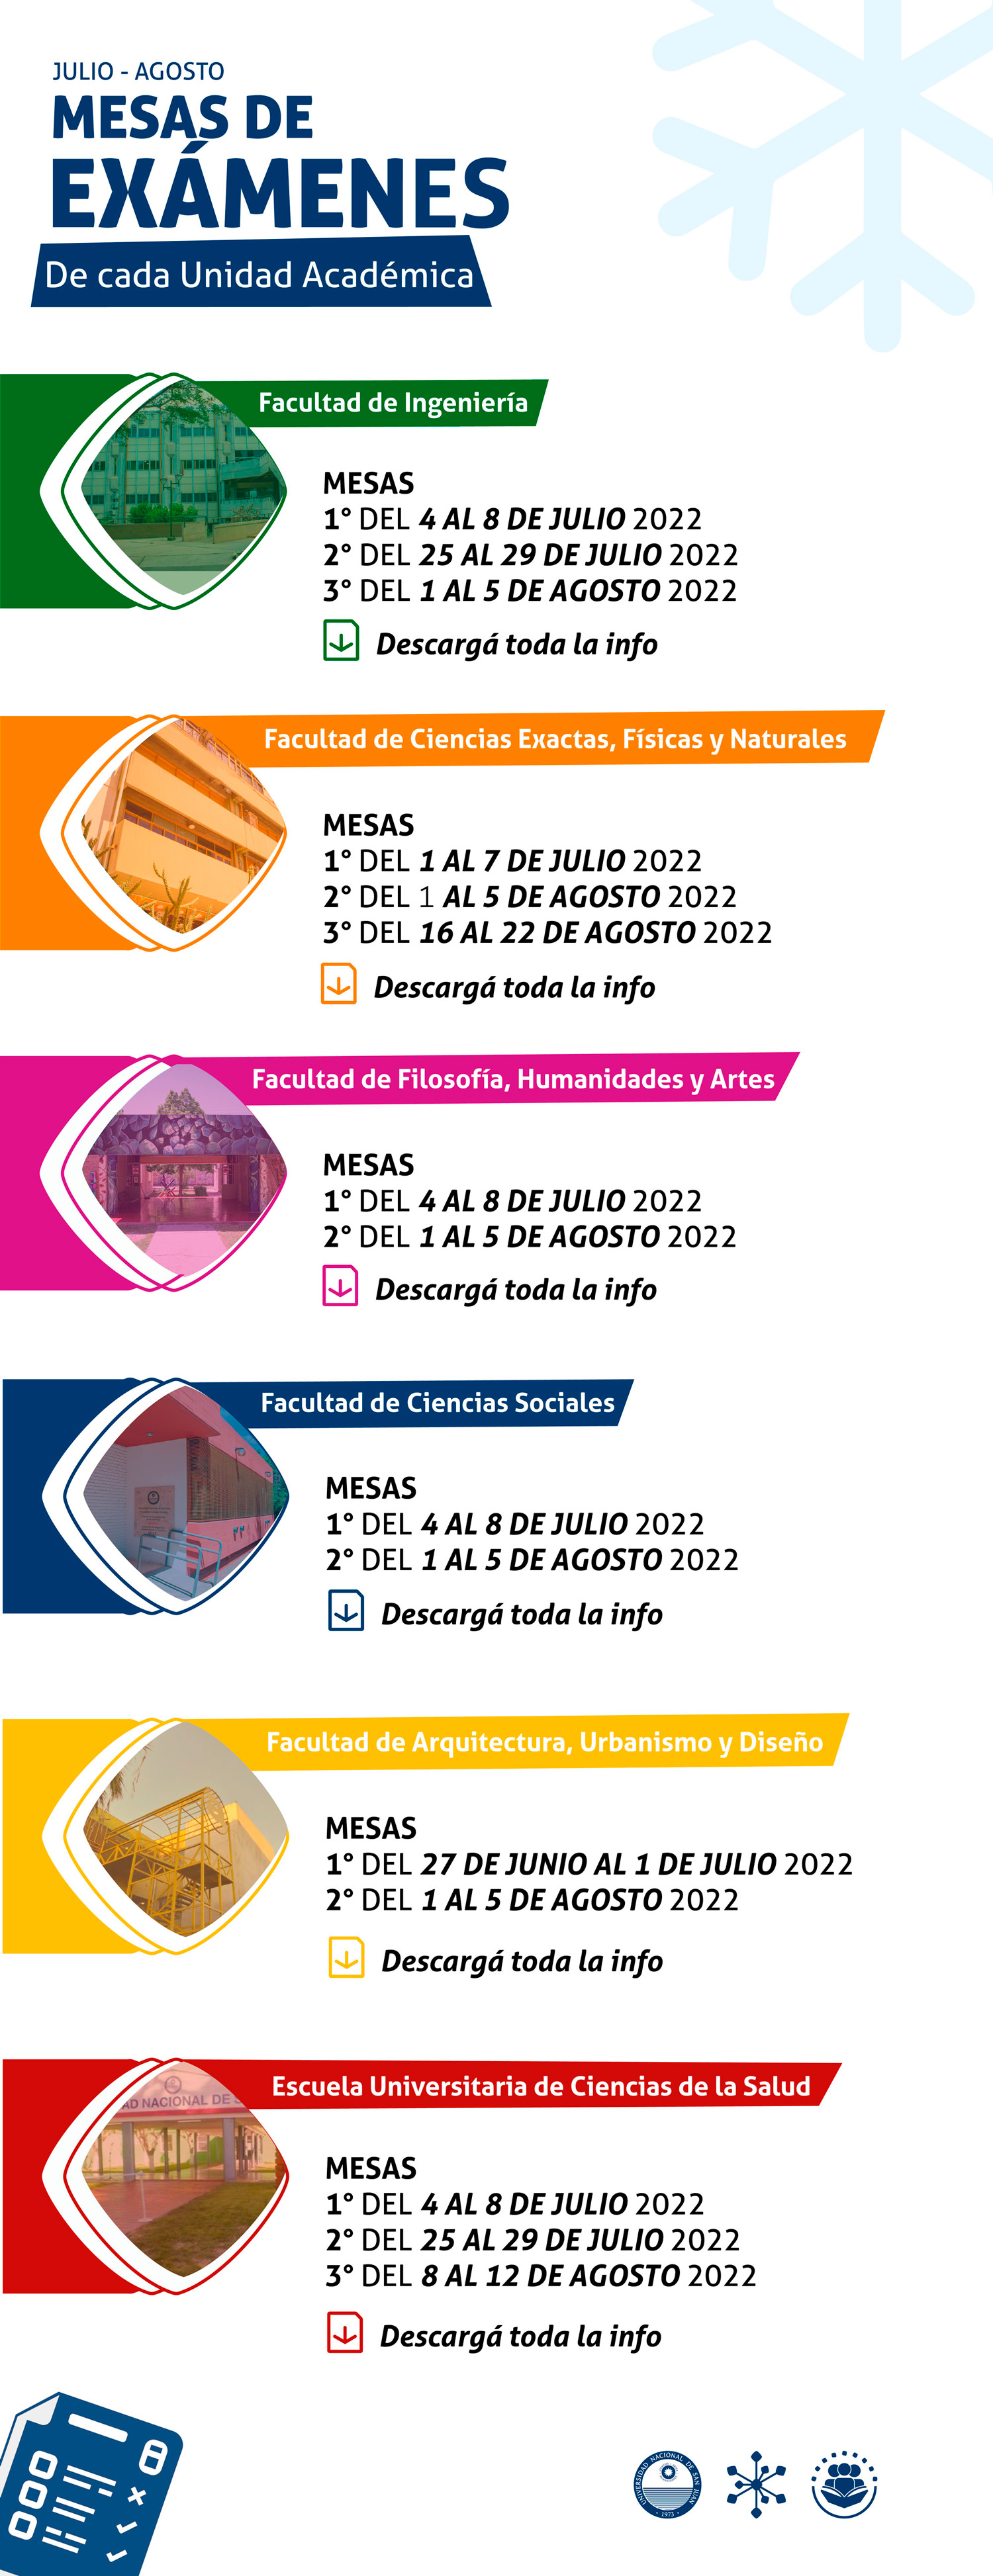 JULIO - AGOSTO
MESAS DE
EXÁMENES
De cada Unidad Académica
Facultad de Ingeniería
MESAS
1° DEL 4 AL 8 DE JULIO 2022
2° DEL 25 AL 29 DE JULIO 2022
3° DEL 1 AL 5 DE AGOSTO 2022
Descargá toda la info
Facultad de Ciencias Exactas, Físicas y Naturales
MESAS
1° DEL 1 AL 7 DE JULIO 2022
2° DEL 1 AL 5 DE AGOSTO 2022
3° DEL 16 AL 22 DE AGOSTO 2022
Descargá toda la info
Facultad de Filosofía, Humanidades y Artes
MESAS
1° DEL 4 AL 8 DE JULIO 2022
2° DEL 1 AL 5 DE AGOSTO 2022
Descargá toda la info
Facultad de Ciencias Sociales
MESAS
1° DEL 4 AL 8 DE JULIO 2022
2° DEL 1 AL 5 DE AGOSTO 2022
Descargá toda la info
Facultad de Arquitectura, Urbanismo y Diseño
MESAS
1° DEL 27 DE JUNIO AL 1 DE JULIO 2022
2° DEL 1 AL 5 DE AGOSTO 2022
Descargá toda la info
Escuela Universitaria de Ciencias de la Salud
AD NACIONAL DE
MESAS
1° DEL 4 AL 8 DE JULIO 2022
2° DEL 25 AL 29 DE JULIO 2022
3° DEL 8 AL 12 DE AGOSTO 2022
Descargá toda la info
UNIVERSIDAD NACIONAL DE SAN JUAN
1973